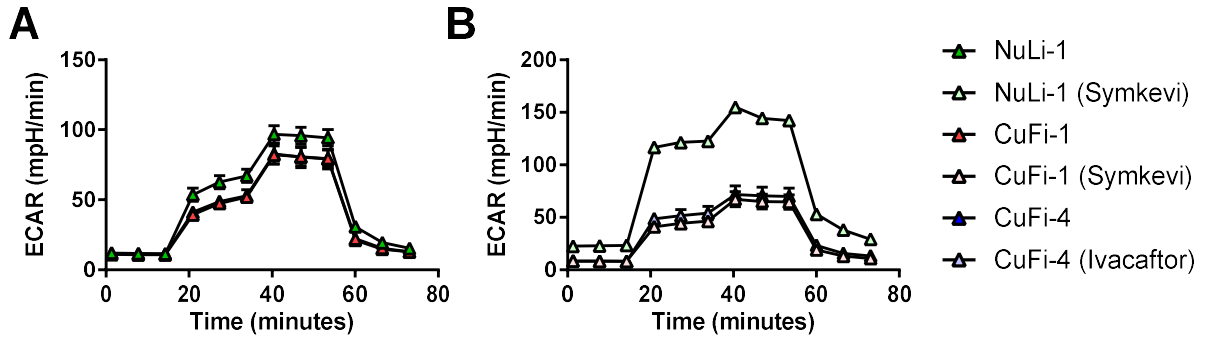 A
B
ECAR (mpH/min)
150
100
50
0
0 20 40 60 80
Time (minutes)
ECAR (mpH/min)
200
150
100
50
0
0 20 40 60 80
Time (minutes)
NuLi-1
NuLi-1 (Symkevi)
CuFi-1
CuFi-1 (Symkevi)
CuFi-4
CuFi-4 (Ivacaftor)